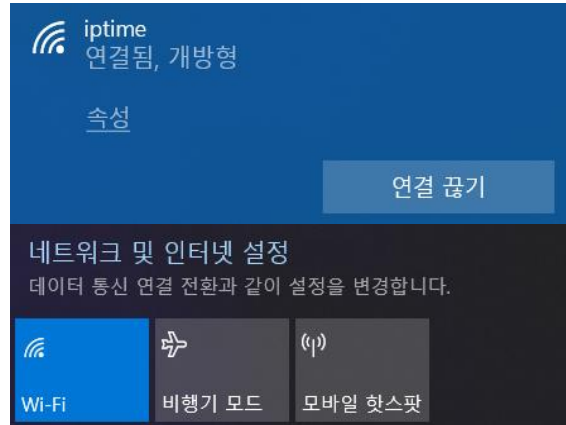 iptime
연결됨, 개방형
속성
연결 끊기
네트워크 및 인터넷 설정
데이터 통신 연결 전환과 같이 설정을 변경합니다.
Wi-Fi
비행기 모드
모바일 핫스팟